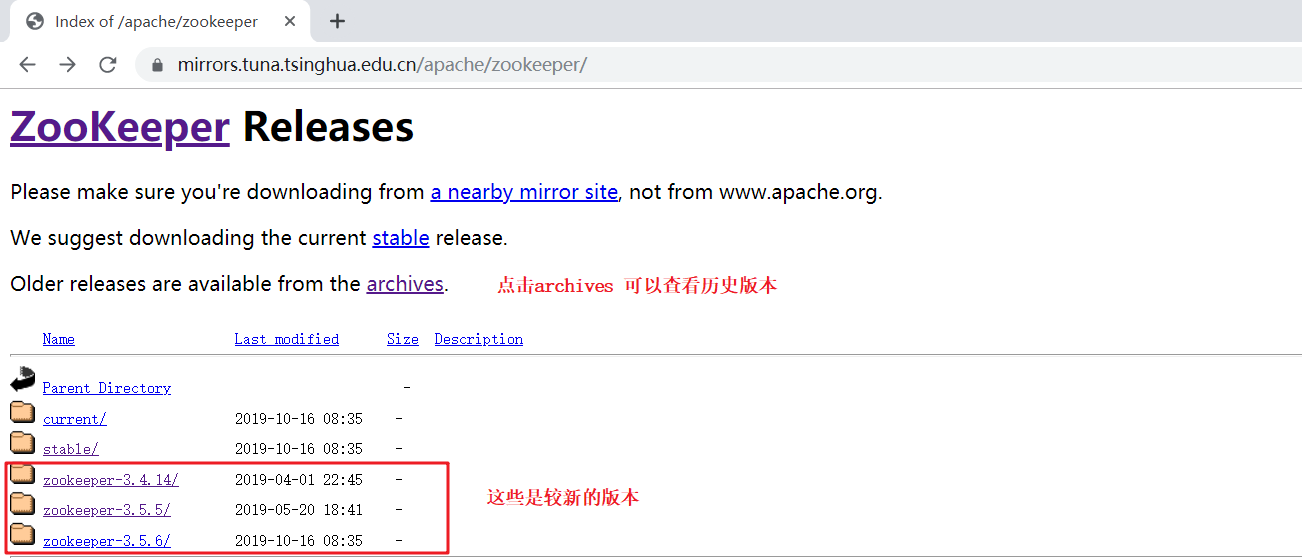 Index of /apache/zookeeper
mirrors.tuna.tsinghua.edu.cn/apache/zookeeper/
ZooKeeper Releases
Please make sure you're downloading from a nearby mirror site, not from www.apache.org.
We suggest downloading the current stable release.
Older releases are available from the archives. 点击archives 可以查看历史版本
Name Last modified Size Description
Parent Directory -
current/ 2019-10-16 08:35 -
stable/ 2019-10-16 08:35 -
zookeeper-3.4.14/ 2019-04-01 22:45 -
zookeeper-3.5.5/ 2019-05-20 18:41 - 这些是较新的版本
zookeeper-3.5.6/ 2019-10-16 08:35 -